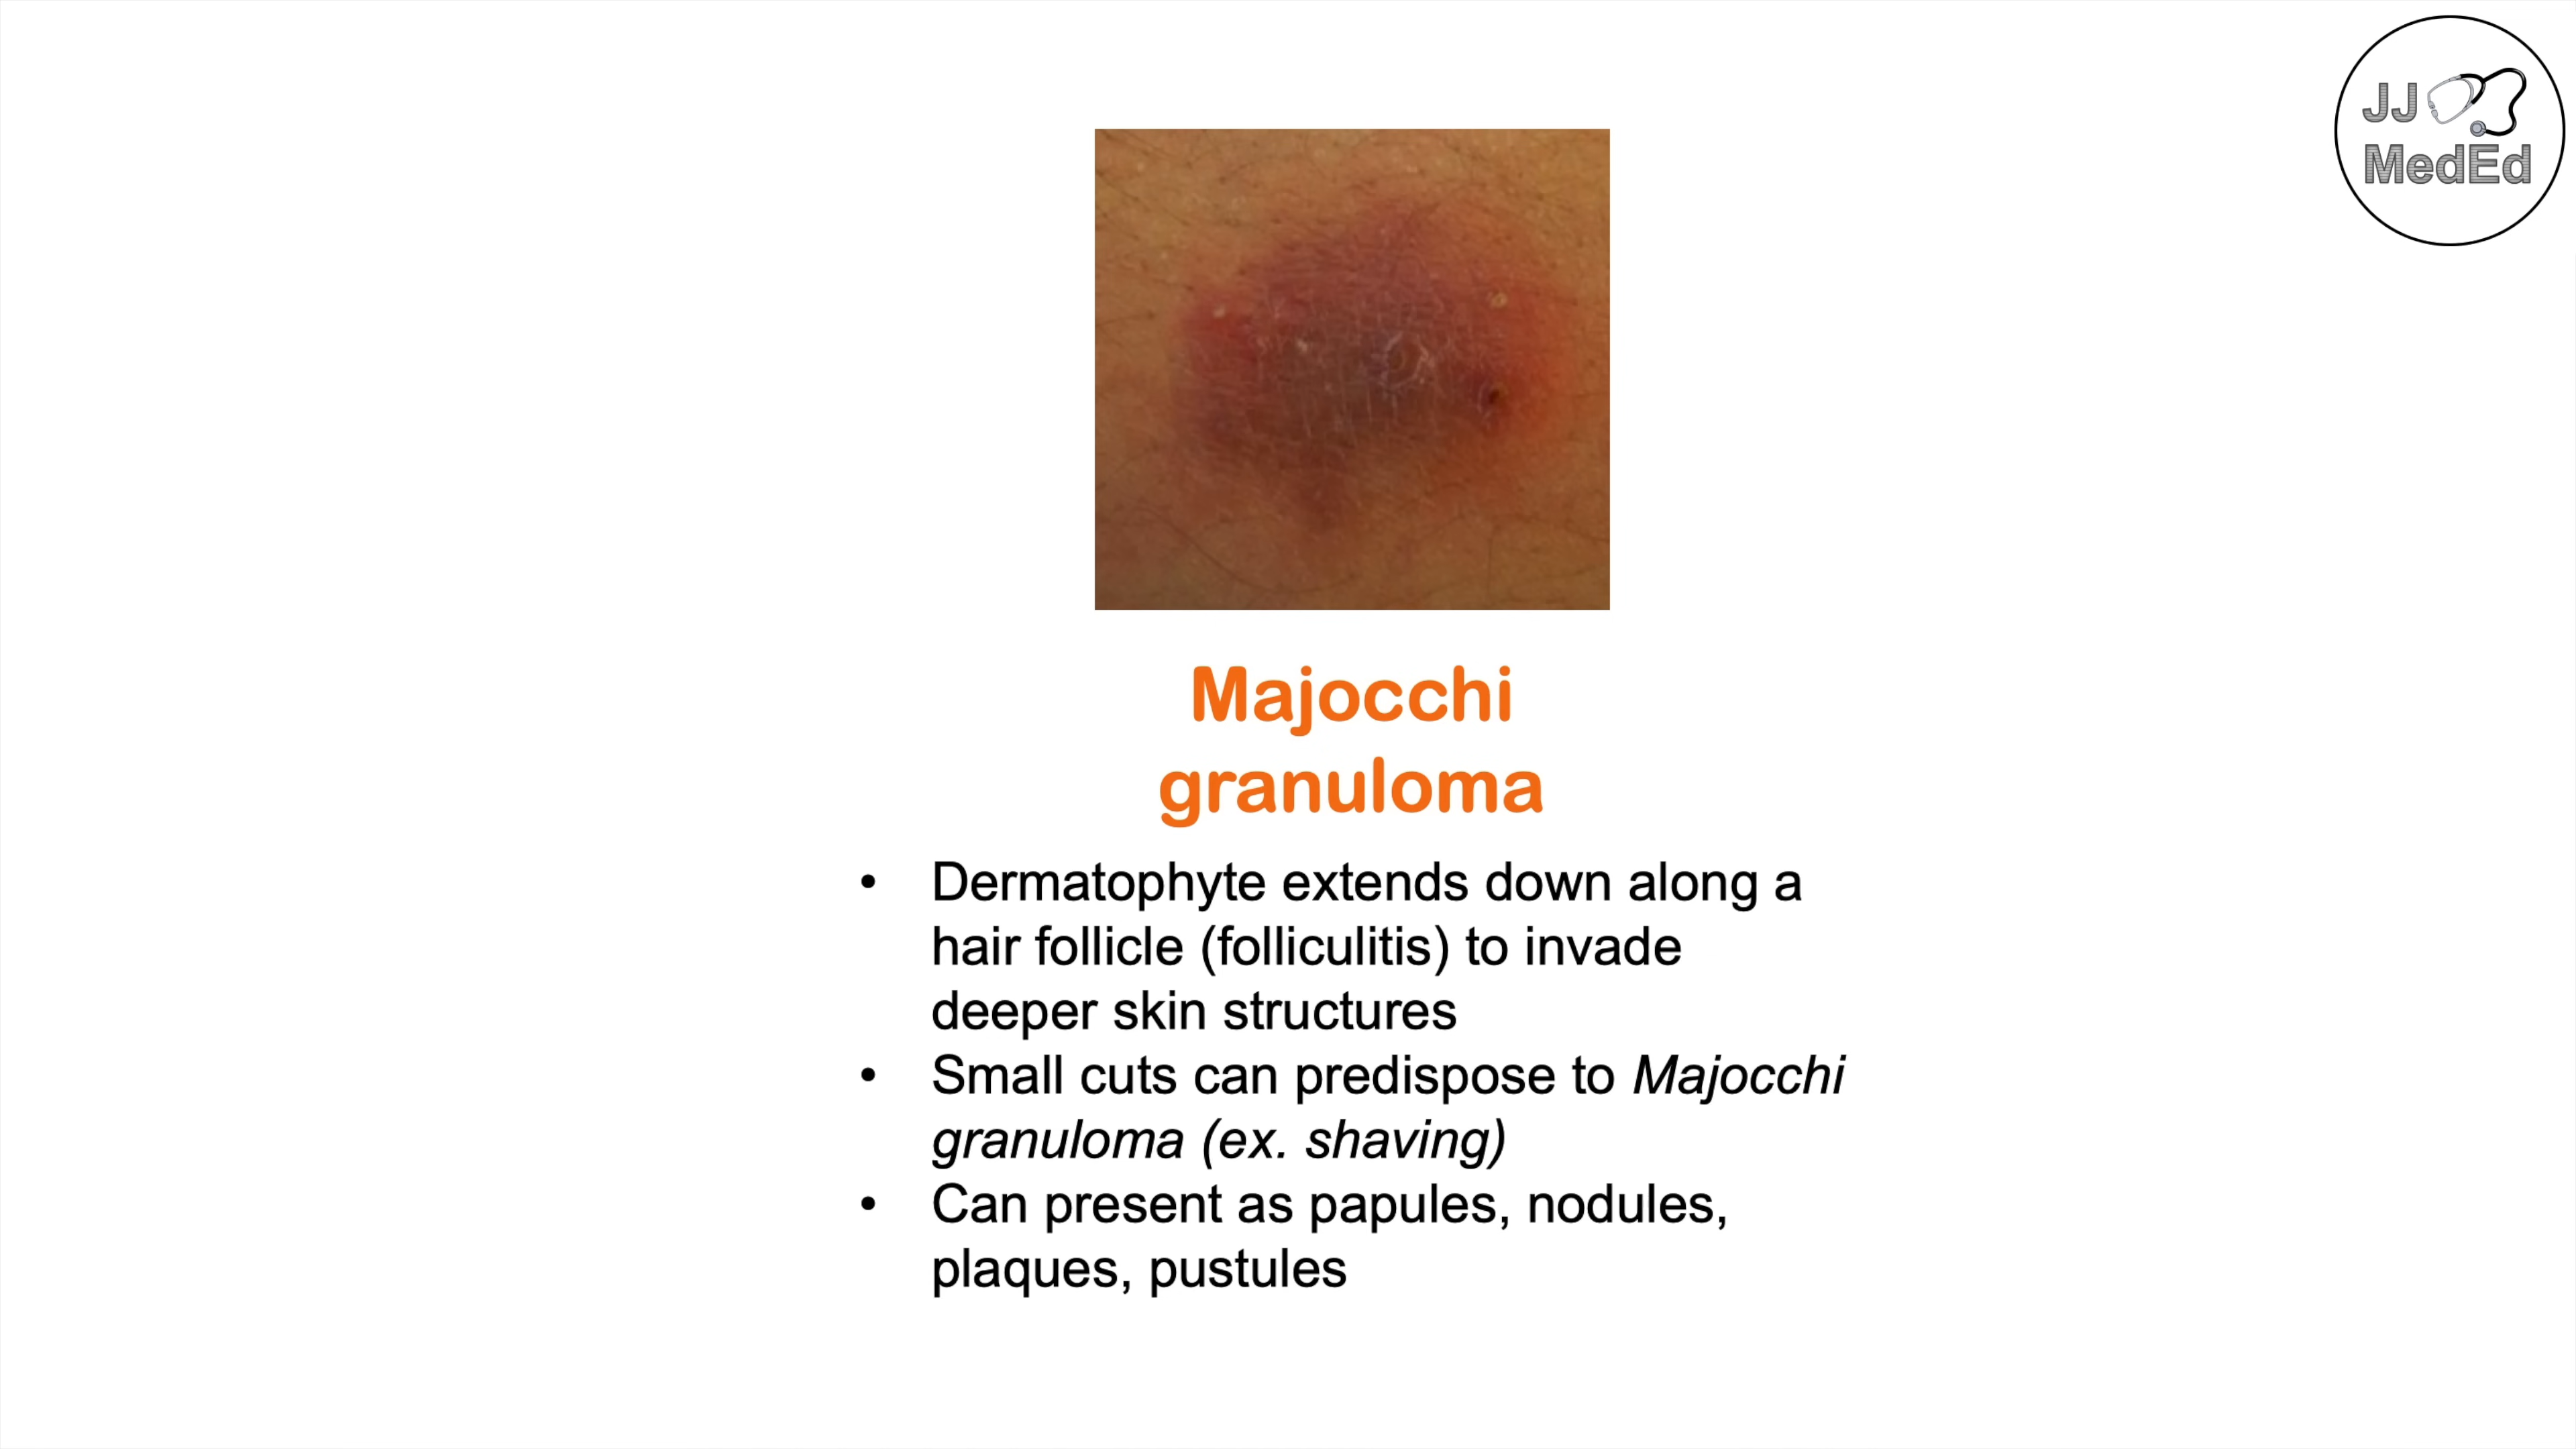 JJ
MedEd
Majocchi
granuloma
• Dermatophyte extends down along a
hair follicle (folliculitis) to invade
deeper skin structures
• Small cuts can predispose to Majocchi
granuloma (ex. shaving)
• Can present as papules, nodules,
plaques, pustules